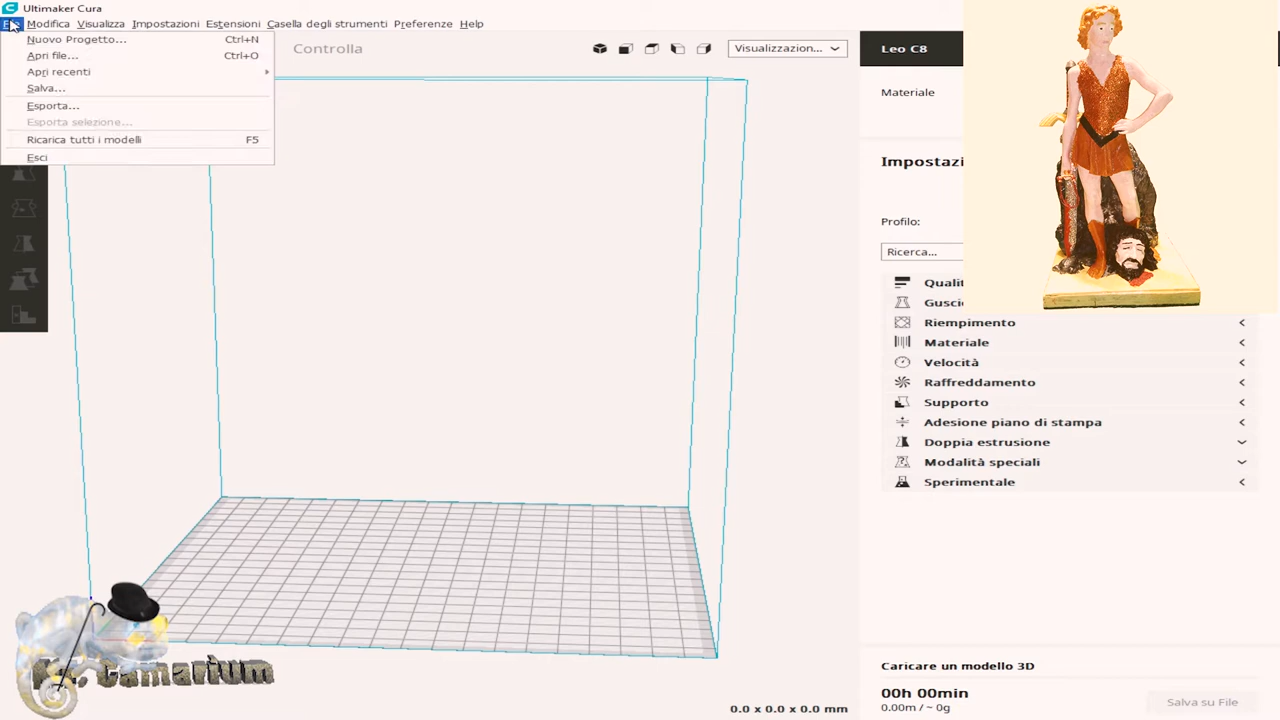 Ultimaker Cura
File Modifica Visualizza Impostazioni Estensioni Casella degli strumenti Preferenze Help
Nuovo Progetto... Ctrl+N
Apri file... Ctrl+O
Apri recenti
Salva...
Esporta...
Esporta selezione...
Ricarica tutti i modelli F5
Esci
Controlla
Visualizzazion...
Leo C8
Materiale
Impostazi
Profilo:
Ricerca...
Qualit
Gusci
Riempimento
Materiale
Velocità
Raffreddamento
Supporto
Adesione piano di stampa
Doppia estrusione
Modalità speciali
Sperimentale
Caricare un modello 3D
00h 00min
0.00m / ~ 0g
Salva su File
0.0 x 0.0 x 0.0 mm
Camarium